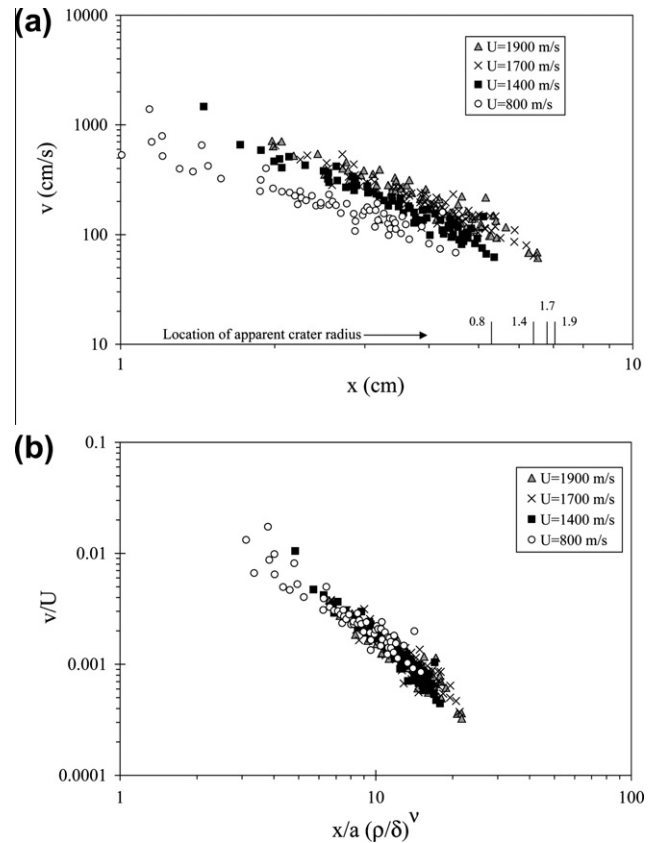 (a)
10000
1000
100
10
v (cm/s)
U=1900 m/s
U=1700 m/s
U=1400 m/s
U=800 m/s
Location of apparent crater radius
0.8
1.4
1.7
1.9
1
10
x (cm)
(b)
0.1
0.01
0.001
0.0001
v/U
U=1900 m/s
U=1700 m/s
U=1400 m/s
U=800 m/s
1
10
100
x/a (ρ/δ)^ν